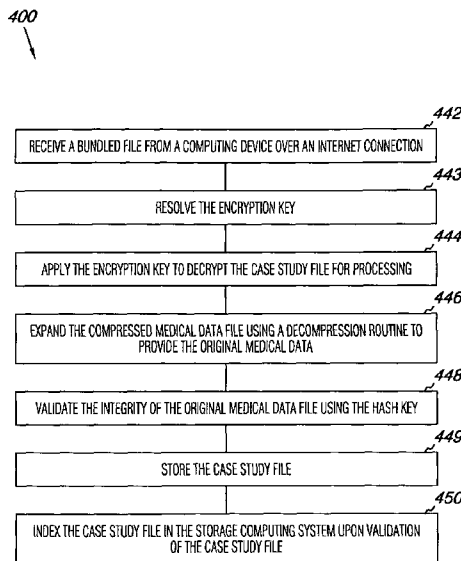 400
442
RECEIVE A BUNDLED FILE FROM A COMPUTING DEVICE OVER AN INTERNET CONNECTION
443
RESOLVE THE ENCRYPTION KEY
444
APPLY THE ENCRYPTION KEY TO DECRYPT THE CASE STUDY FILE FOR PROCESSING
446
EXPAND THE COMPRESSED MEDICAL DATA FILE USING A DECOMPRESSION ROUTINE TO
PROVIDE THE ORIGINAL MEDICAL DATA
448
VALIDATE THE INTEGRITY OF THE ORIGINAL MEDICAL DATA FILE USING THE HASH KEY
449
STORE THE CASE STUDY FILE
450
INDEX THE CASE STUDY FILE IN THE STORAGE COMPUTING SYSTEM UPON VALIDATION
OF THE CASE STUDY FILE